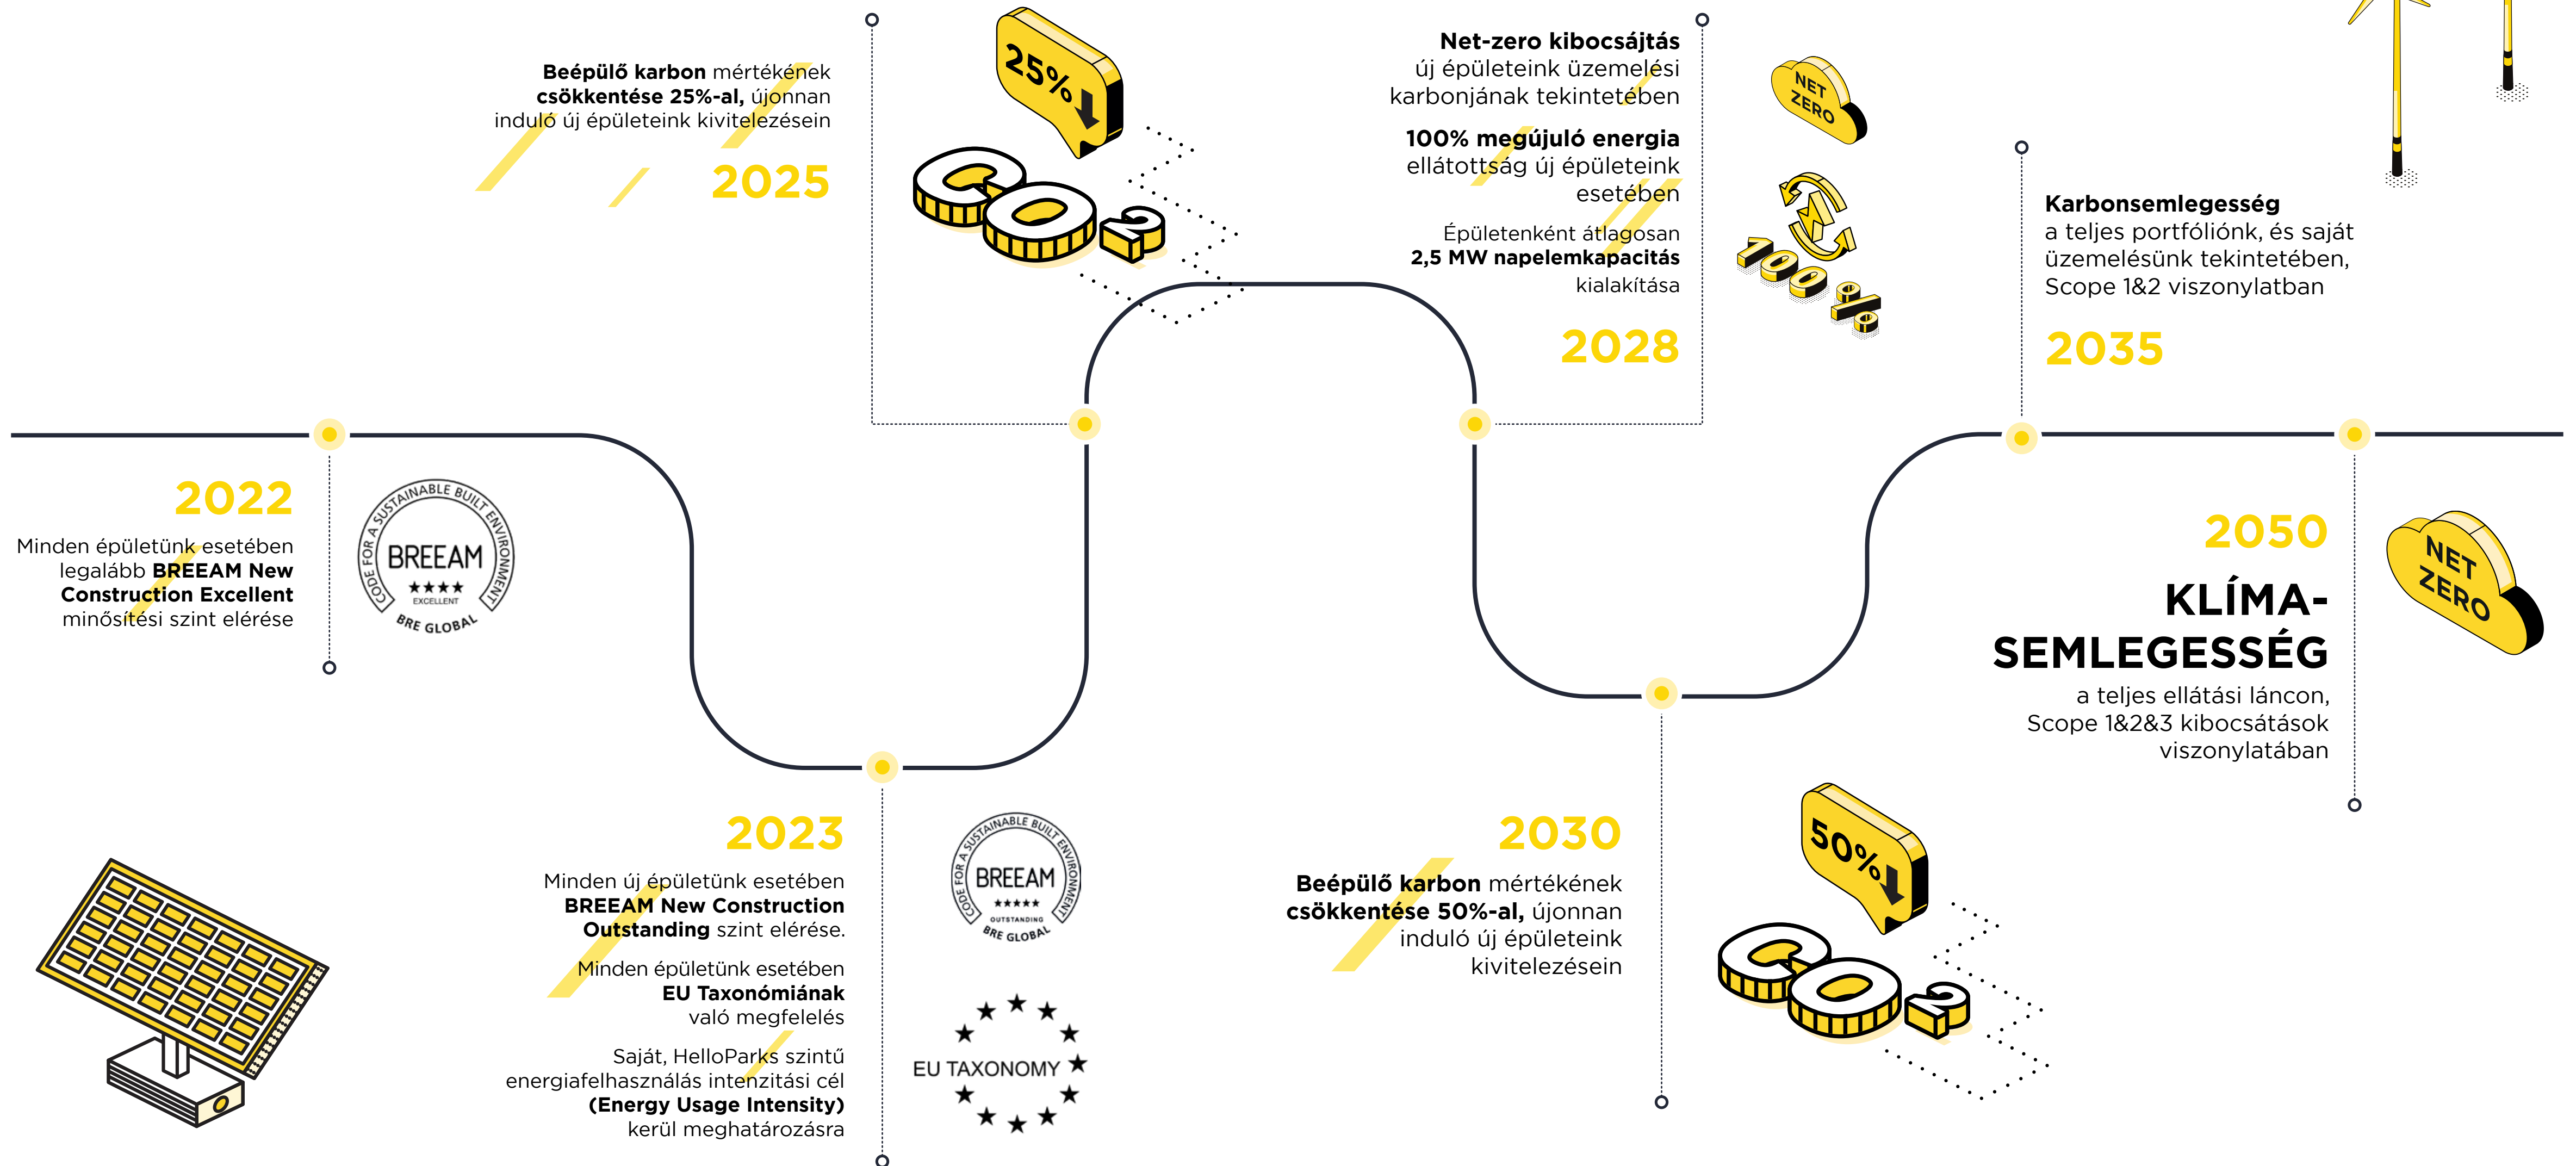 Beépülő karbon mértékének
csökkentése 25%-al, újonnan
induló új épületeink kivitelezésein
2025
25%
CO2
Net-zero kibocsájtás
új épületeink üzemelési
karbonjának tekintetében
100% megújuló energia
ellátottság új épületeink
esetében
Épületenként átlagosan
2,5 MW napelemkapacitás
kialakítása
2028
NET
ZERO
100%
Karbonsemlegesség
a teljes portfóliónk, és saját
üzemelésünk tekintetében,
Scope 1&2 viszonylatban
2035
2022
Minden épületünk esetében
legalább BREEAM New
Construction Excellent
minősítési szint elérése
CODE FOR A SUSTAINABLE BUILT ENVIRONMENT
BREEAM
★★★★
EXCELLENT
BRE GLOBAL
2023
Minden új épületünk esetében
BREEAM New Construction
Outstanding szint elérése.
Minden épületünk esetében
EU Taxonómiának
való megfelelés
Saját, HelloParks szintű
energiafelhasználás intenzitási cél
(Energy Usage Intensity)
kerül meghatározásra
CODE FOR A SUSTAINABLE BUILT ENVIRONMENT
BREEAM
★★★★★
OUTSTANDING
BRE GLOBAL
EU TAXONOMY
2030
Beépülő karbon mértékének
csökkentése 50%-al, újonnan
induló új épületeink
kivitelezésein
50%
CO2
2050
KLÍMA-
SEMLEGESSÉG
a teljes ellátási láncon,
Scope 1&2&3 kibocsátások
viszonylatában
NET
ZERO